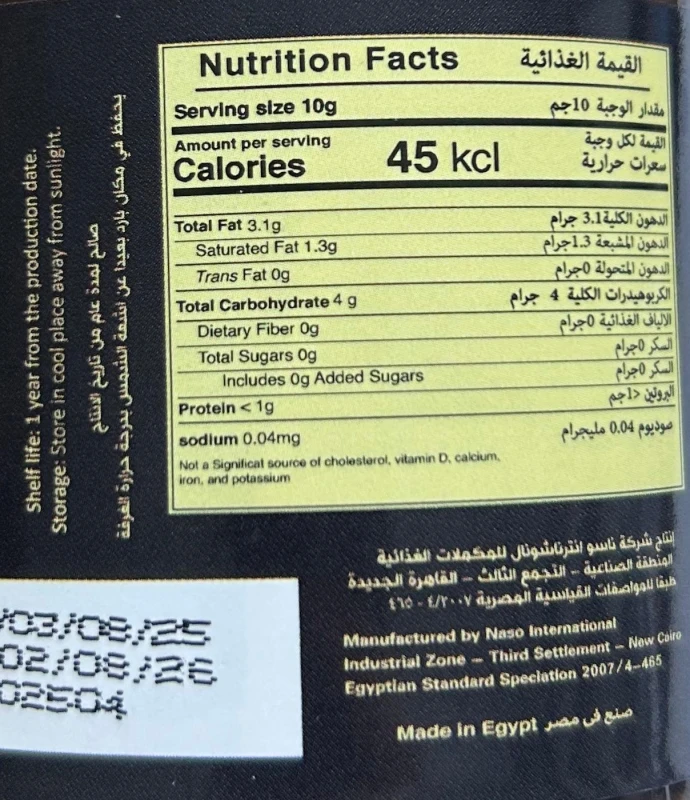 Nutrition Facts القيمة الغذائية
Serving size 10g مقدار الوجبة 10جم
Amount per serving القيمة لكل وجبة
Calories 45 kcl سعرات حرارية
Total Fat 3.1g الدهون الكلية 3.1 جرام
Saturated Fat 1.3g الدهون المشبعة 1.3جرام
Trans Fat 0g الدهون المتحولة 0جرام
Total Carbohydrate 4 g الكربوهيدرات الكلية 4 جرام
Dietary Fiber 0g الالياف الغذائية 0جرام
Total Sugars 0g السكر 0جرام
Includes 0g Added Sugars السكر 0جرام
Protein < 1g البروتين <1جم
sodium 0.04mg صوديوم 0.04 مليجرام
Not a Significat source of cholesterol, vitamin D, calcium,
iron, and potassium
Shelf life: 1 year from the production date.
Storage: Store in cool place away from sunlight.
صالح لمدة عام من تاريخ الانتاج
يحفظ في مكان بارد بعيدا عن اشعة الشمس بدرجة حرارة الغرفة
إنتاج شركة ناسو انترناشونال للمكملات الغذائية
المنطقة الصناعية – التجمع الثالث – القاهرة الجديدة
طبقا للمواصفات القياسية المصرية ٢٠٠٧/٤ - ٤٦٥
Manufactured by Naso International
Industrial Zone – Third Settlement – New Cairo
Egyptian Standard Speciation 2007/4-465
Made in Egypt صنع في مصر
/03/08/25
02/08/26
02504